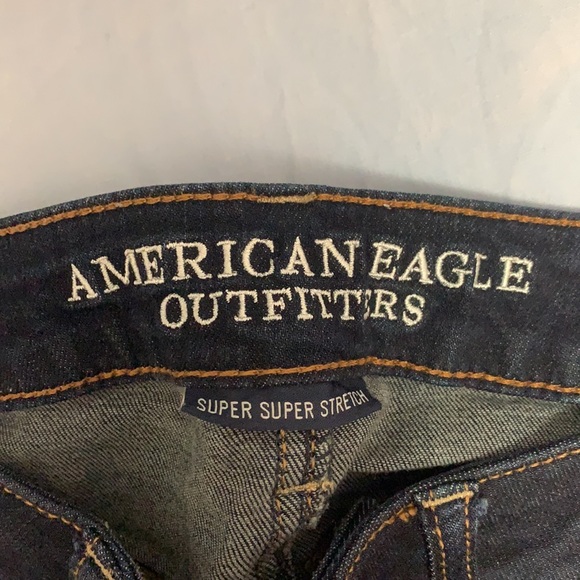 AMERICAN EAGLE
OUTFITTERS
SUPER SUPER STRETCH